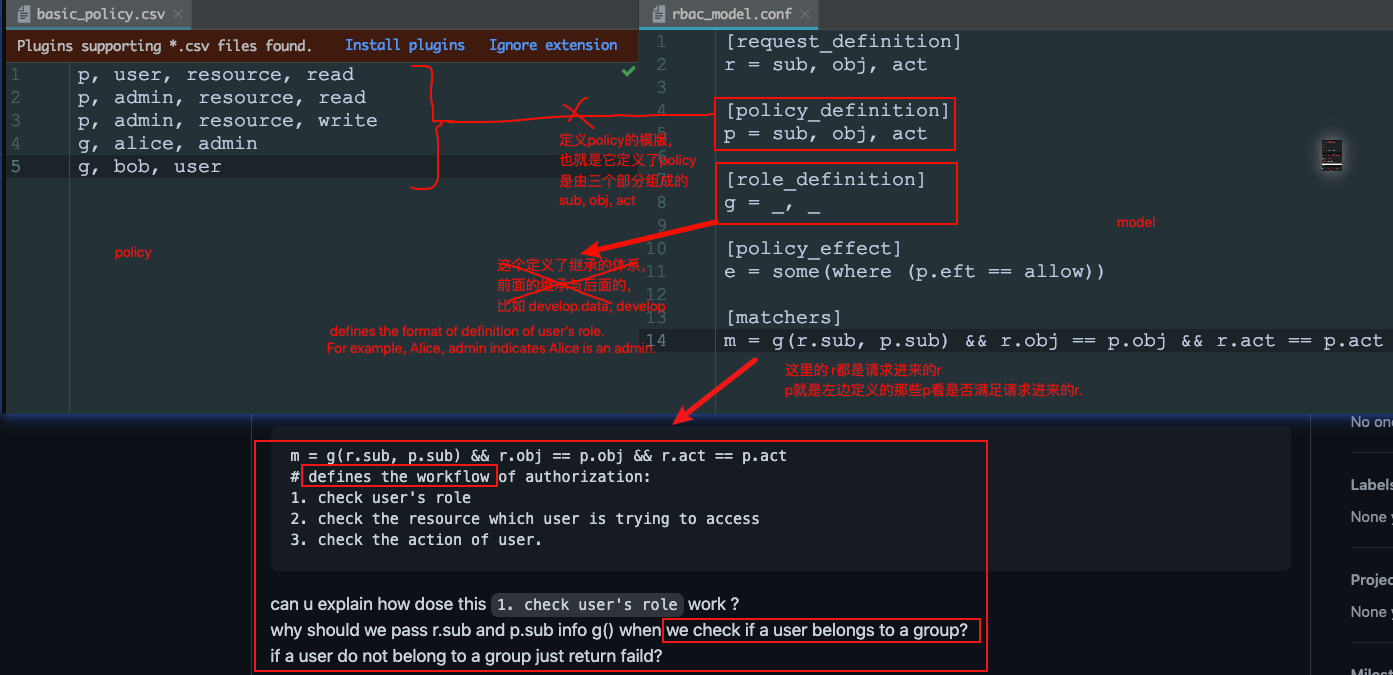 basic_policy.csv
rbac_model.conf
Plugins supporting *.csv files found. Install plugins Ignore extension
1 p, user, resource, read
2 p, admin, resource, read
3 p, admin, resource, write
4 g, alice, admin
5 g, bob, user
policy
1 [request_definition]
2 r = sub, obj, act
3
4 [policy_definition]
p = sub, obj, act
[role_definition]
8 g = _, _
9
10 [policy_effect]
11 e = some(where (p.eft == allow))
12
13 [matchers]
14 m = g(r.sub, p.sub) && r.obj == p.obj && r.act == p.act
model
定义policy的模版,
也就是它定义了policy
是由三个部分组成的
sub, obj, act
这个定义了继承的体系,
前面的继承与后面的,
比如 develop.data, develop
defines the format of definition of user's role.
For example, Alice, admin indicates Alice is an admin.
这里的 r都是请求进来的r
p就是左边定义的那些p看是否满足请求进来的r.
m = g(r.sub, p.sub) && r.obj == p.obj && r.act == p.act
# defines the workflow of authorization:
1. check user's role
2. check the resource which user is trying to access
3. check the action of user.
can u explain how dose this 1. check user's role work ?
why should we pass r.sub and p.sub info g() when we check if a user belongs to a group?
if a user do not belong to a group just return faild?
No one
Labels
None y
Projec
None y